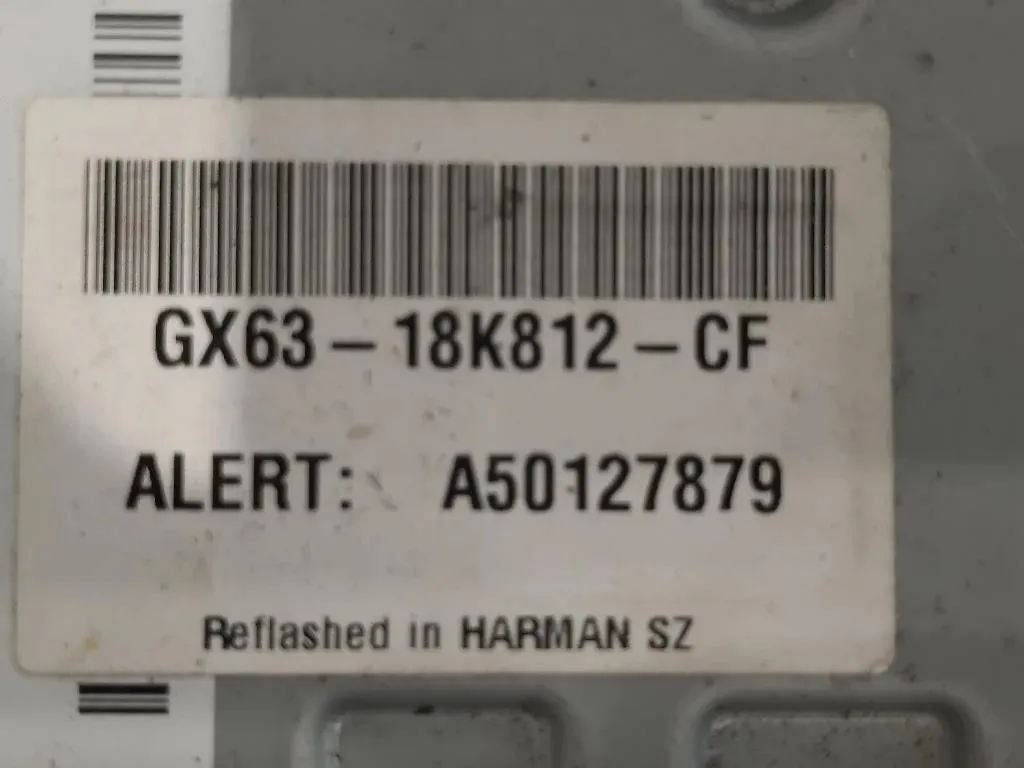 GX63-18K812-CF
ALERT: A50127879
Reflashed in HARMAN SZ